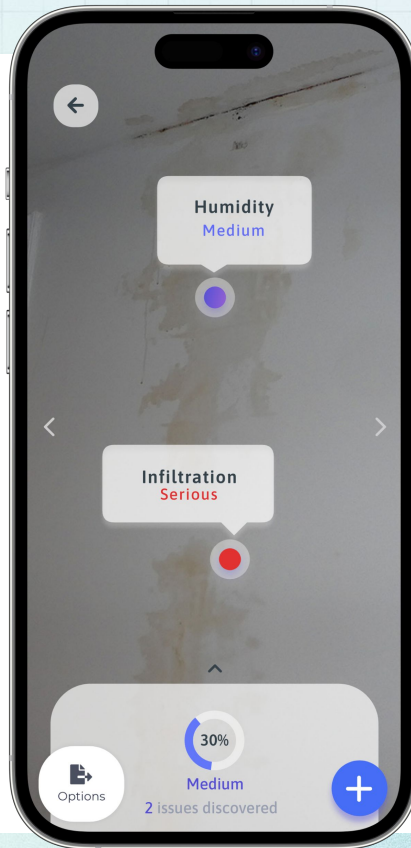 Humidity
Medium
Infiltration
Serious
30%
Medium
2 issues discovered
Options